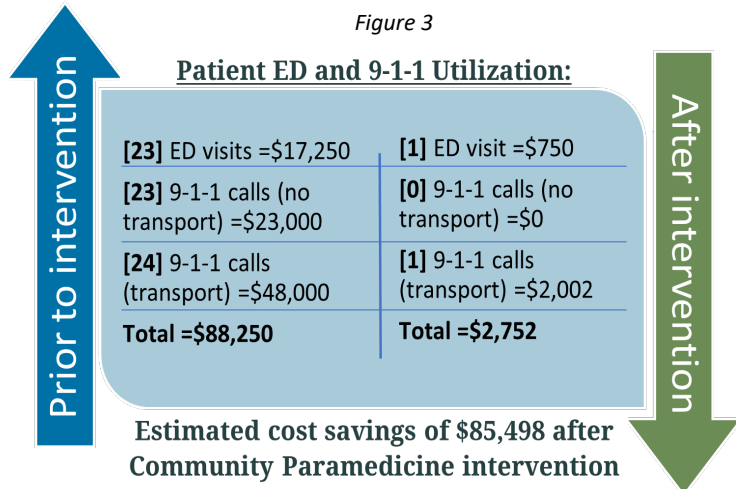 Figure 3
Patient ED and 9-1-1 Utilization:
Prior to intervention
[23] ED visits =$17,250
[23] 9-1-1 calls (no
transport) =$23,000
[24] 9-1-1 calls
(transport) =$48,000
Total =$88,250
[1] ED visit =$750
[0] 9-1-1 calls (no
transport) =$0
[1] 9-1-1 calls
(transport) =$2,002
Total =$2,752
After intervention
Estimated cost savings of $85,498 after
Community Paramedicine intervention